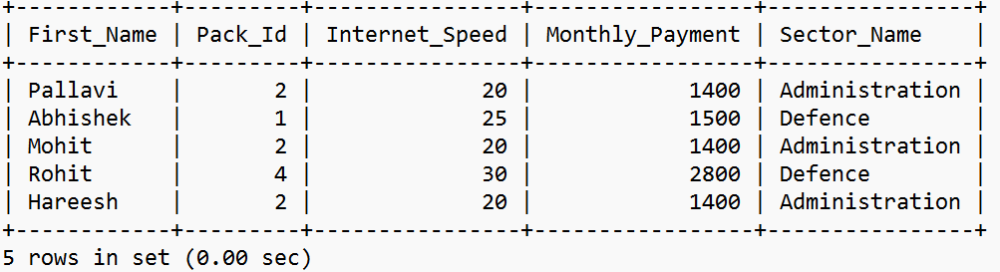 +------------+---------+----------------+-----------------+----------------+
| First_Name | Pack_Id | Internet_Speed | Monthly_Payment | Sector_Name    |
+------------+---------+----------------+-----------------+----------------+
| Pallavi    |       2 |             20 |            1400 | Administration |
| Abhishek   |       1 |             25 |            1500 | Defence        |
| Mohit      |       2 |             20 |            1400 | Administration |
| Rohit      |       4 |             30 |            2800 | Defence        |
| Hareesh    |       2 |             20 |            1400 | Administration |
+------------+---------+----------------+-----------------+----------------+
5 rows in set (0.00 sec)